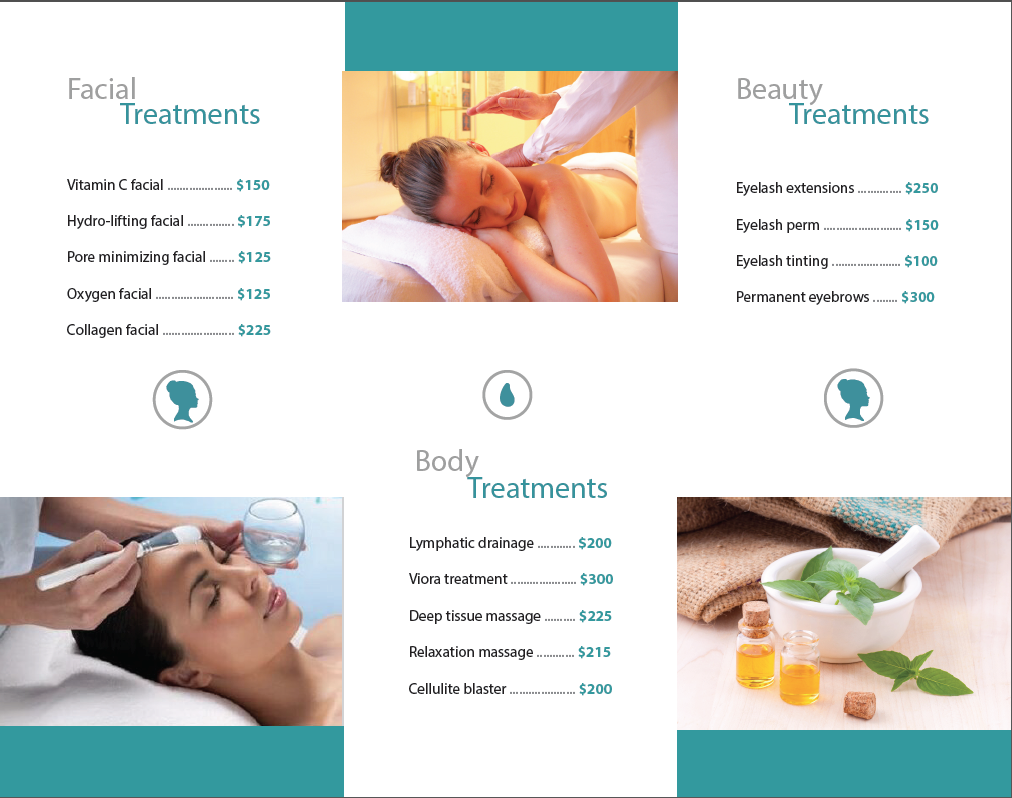 Facial
Treatments
Vitamin C facial ..................... $150
Hydro-lifting facial ............... $175
Pore minimizing facial ........ $125
Oxygen facial ......................... $125
Collagen facial ....................... $225
Body
Treatments
Lymphatic drainage ............ $200
Viora treatment ..................... $300
Deep tissue massage .......... $225
Relaxation massage ............ $215
Cellulite blaster ..................... $200
Beauty
Treatments
Eyelash extensions .............. $250
Eyelash perm ......................... $150
Eyelash tinting ...................... $100
Permanent eyebrows ........ $300